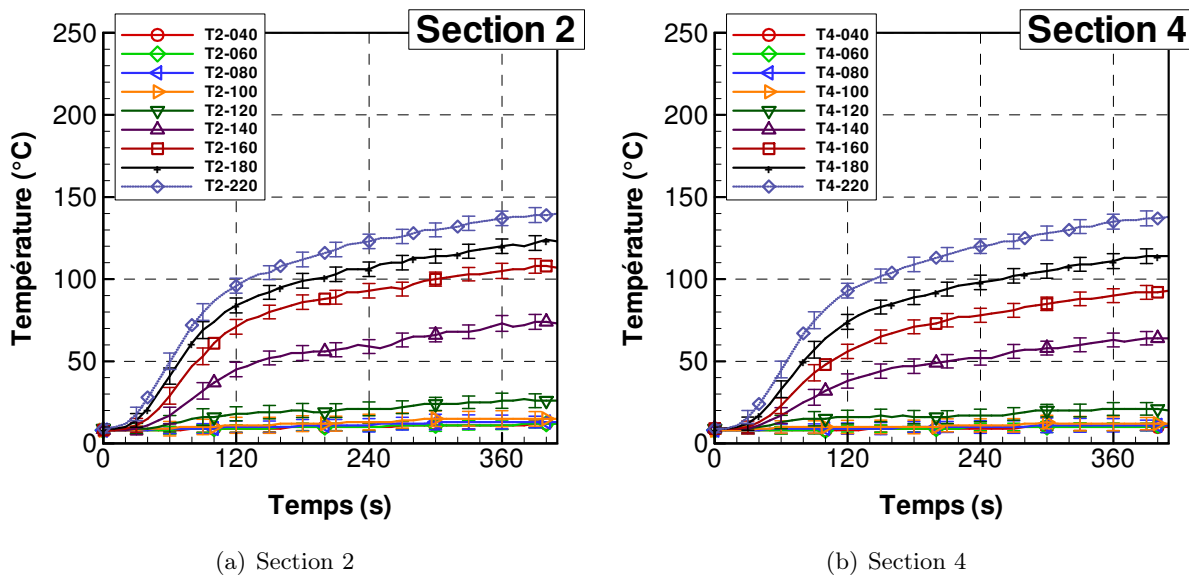 Section 2
T2-040
T2-060
T2-080
T2-100
T2-120
T2-140
T2-160
T2-180
T2-220
250
200
150
100
50
0
Température (°C)
0 120 240 360
Temps (s)
(a) Section 2
Section 4
T4-040
T4-060
T4-080
T4-100
T4-120
T4-140
T4-160
T4-180
T4-220
250
200
150
100
50
0
Température (°C)
0 120 240 360
Temps (s)
(b) Section 4